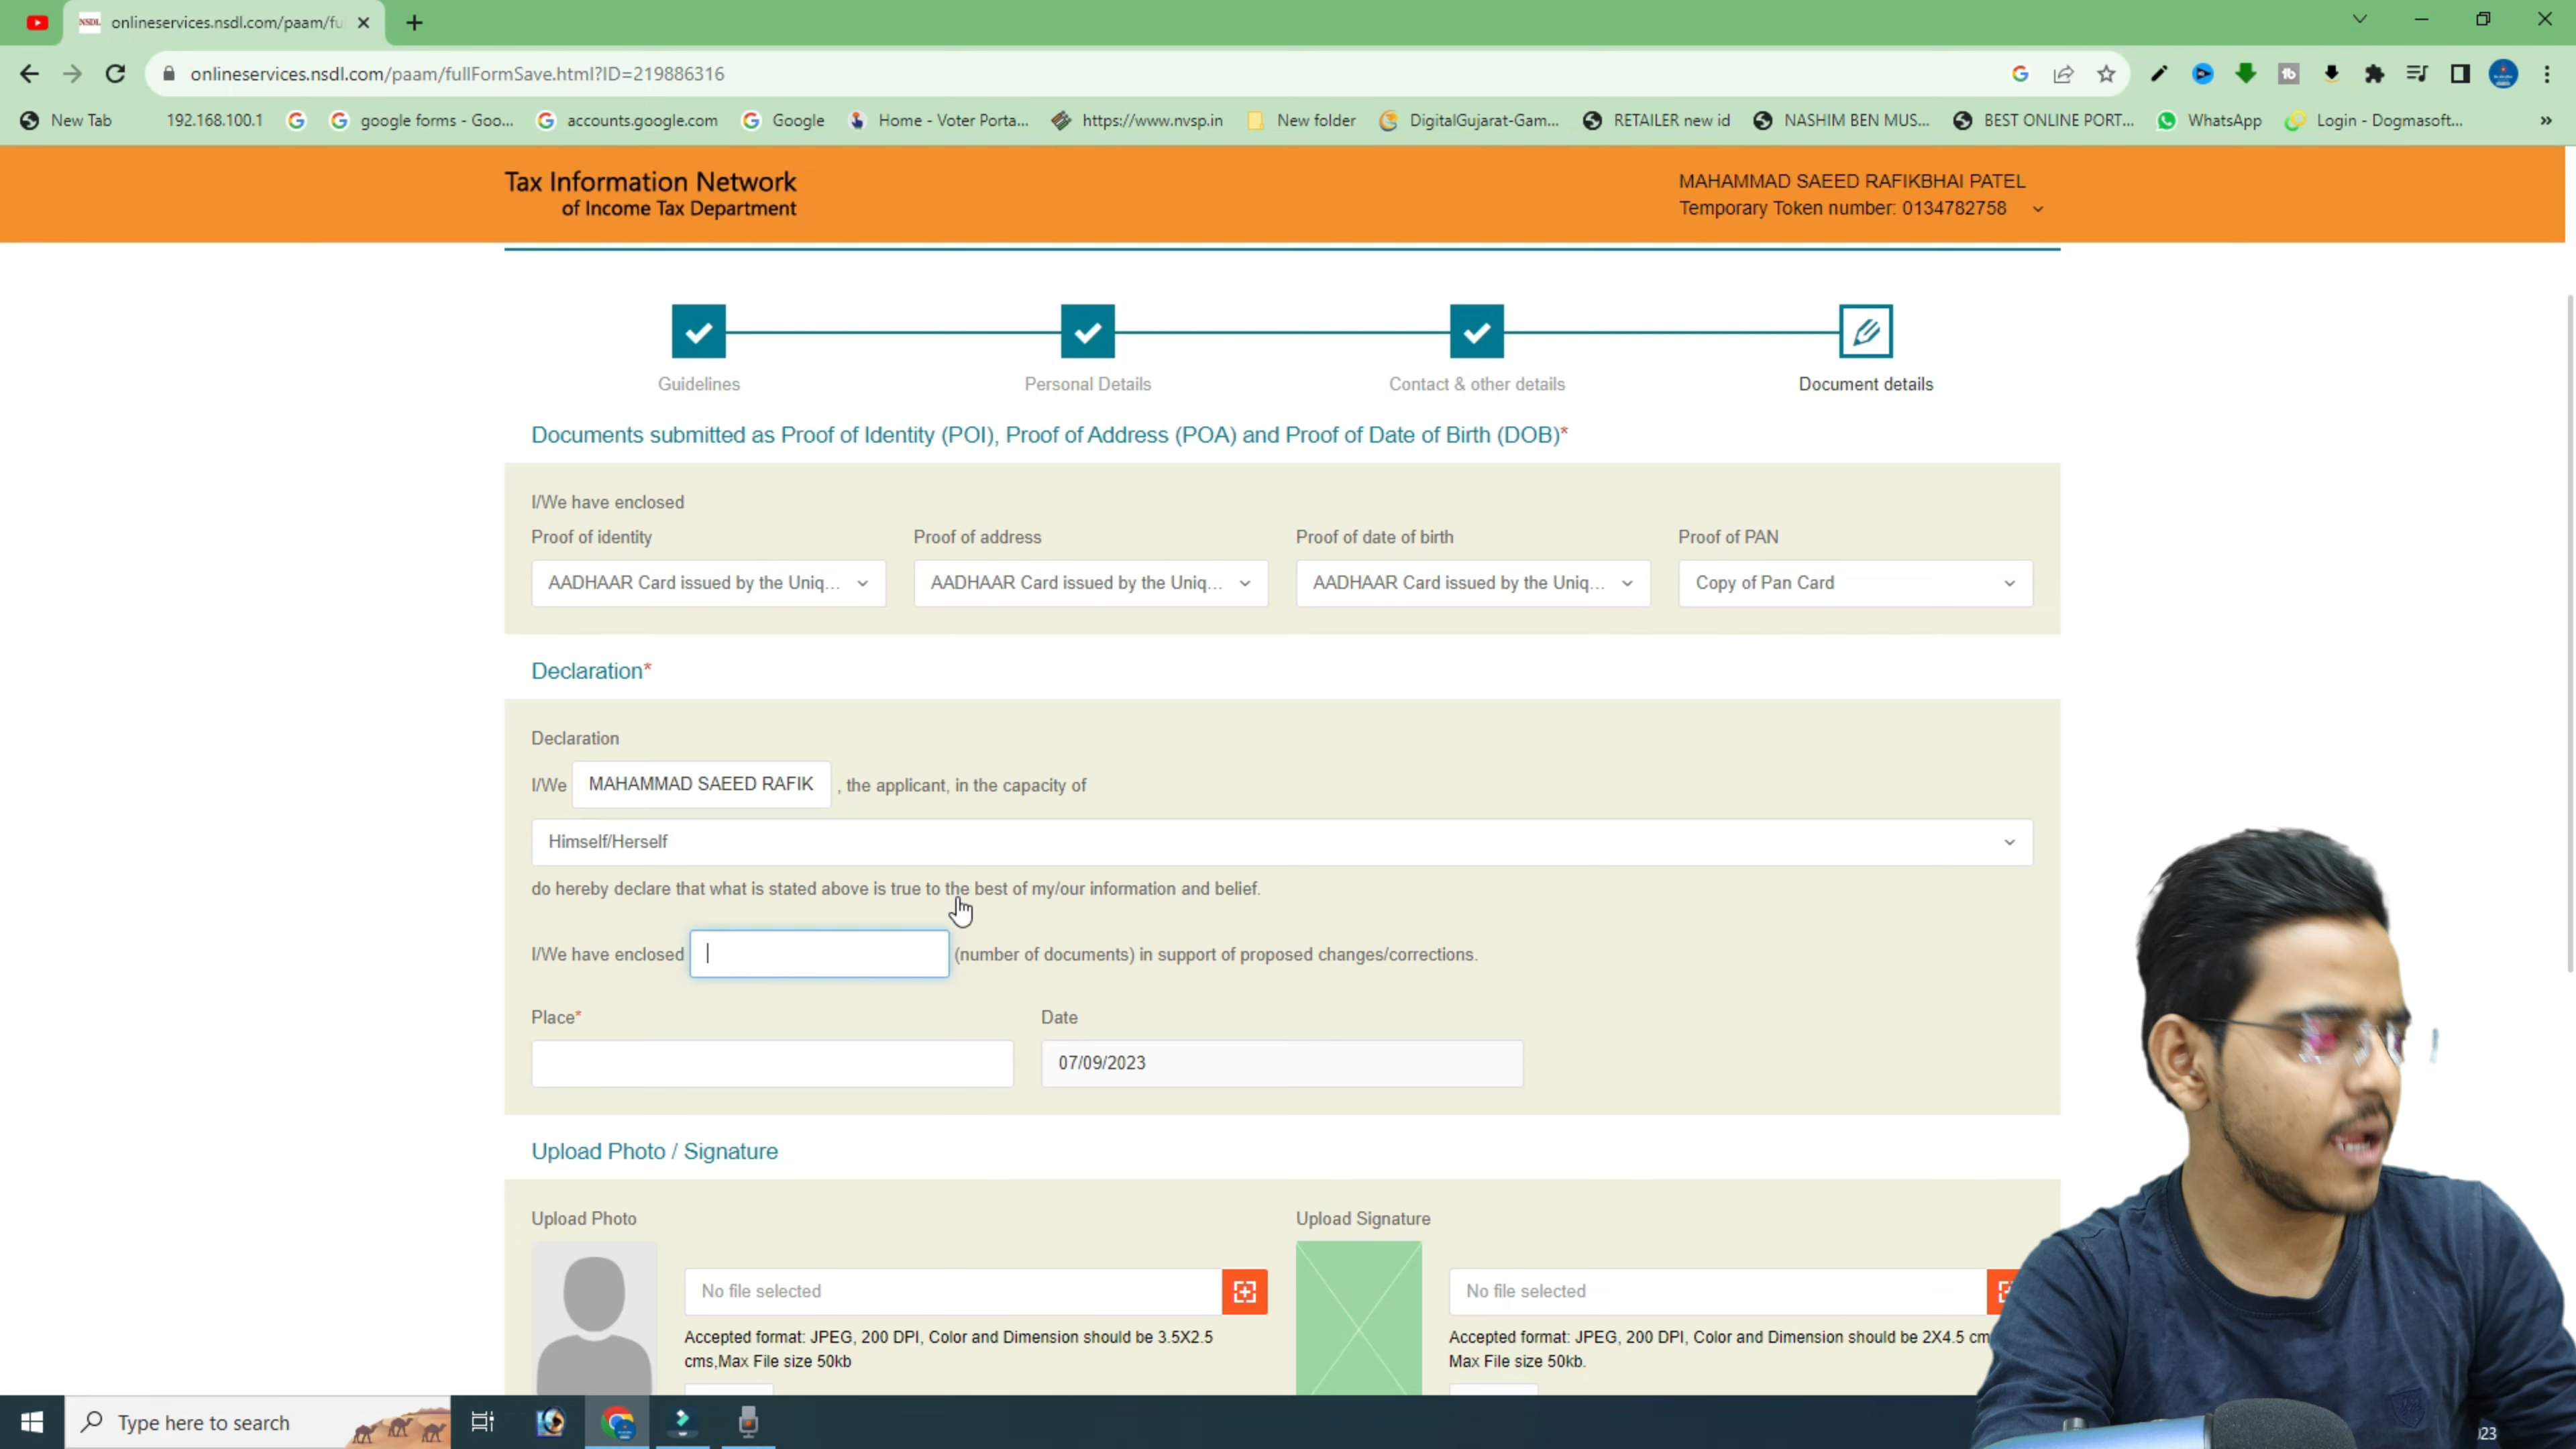 NSDL onlineservices.nsdl.com/paam/fu
onlineservices.nsdl.com/paam/fullFormSave.html?ID=219886316
New Tab 192.168.100.1 google forms - Goo... accounts.google.com Google Home - Voter Porta... https://www.nvsp.in New folder DigitalGujarat-Gam... RETAILER new id NASHIM BEN MUS... BEST ONLINE PORT... WhatsApp Login - Dogmasoft... »
Tax Information Network
of Income Tax Department
MAHAMMAD SAEED RAFIKBHAI PATEL
Temporary Token number: 0134782758
Guidelines Personal Details Contact & other details Document details
Documents submitted as Proof of Identity (POI), Proof of Address (POA) and Proof of Date of Birth (DOB)*
I/We have enclosed
Proof of identity Proof of address Proof of date of birth Proof of PAN
AADHAAR Card issued by the Uniq... AADHAAR Card issued by the Uniq... AADHAAR Card issued by the Uniq... Copy of Pan Card
Declaration*
Declaration
I/We MAHAMMAD SAEED RAFIK , the applicant, in the capacity of
Himself/Herself
do hereby declare that what is stated above is true to the best of my/our information and belief.
I/We have enclosed (number of documents) in support of proposed changes/corrections.
Place* Date
07/09/2023
Upload Photo / Signature
Upload Photo Upload Signature
No file selected No file selected
Accepted format: JPEG, 200 DPI, Color and Dimension should be 3.5X2.5 Accepted format: JPEG, 200 DPI, Color and Dimension should be 2X4.5 cm
cms,Max File size 50kb Max File size 50kb.
Type here to search